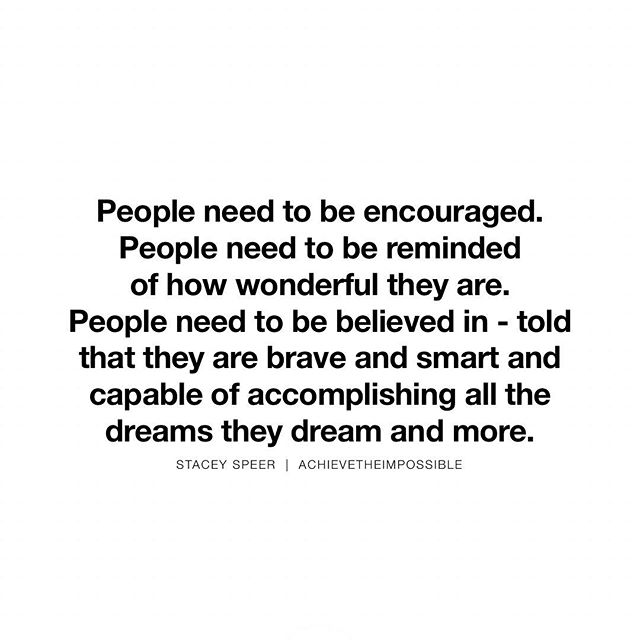 People need to be encouraged.
People need to be reminded
of how wonderful they are.
People need to be believed in - told
that they are brave and smart and
capable of accomplishing all the
dreams they dream and more.
STACEY SPEER | ACHIEVETHEIMPOSSIBLE